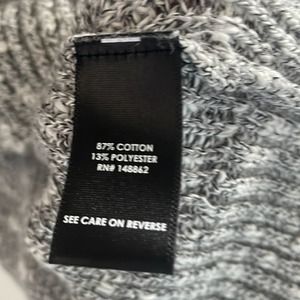 87% COTTON
13% POLYESTER
RN# 148862
SEE CARE ON REVERSE